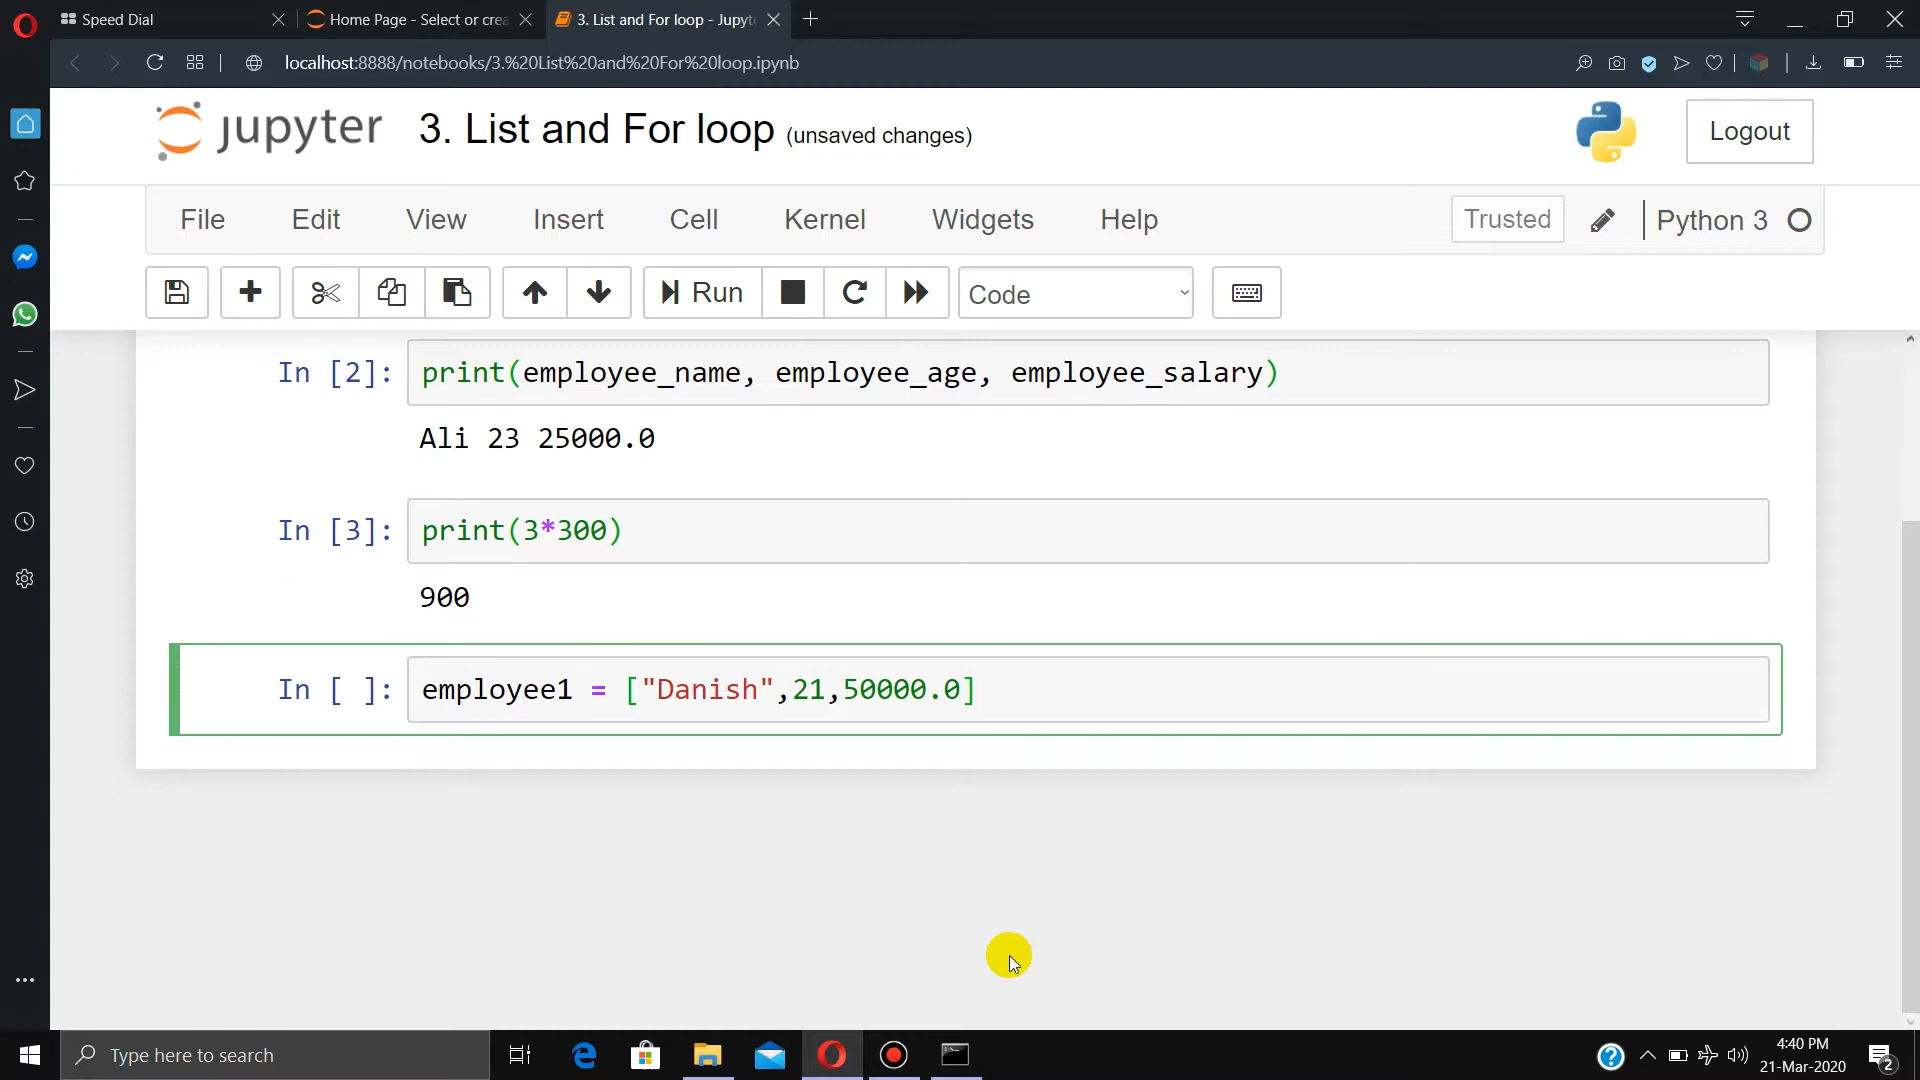 Speed Dial
Home Page - Select or crea
3. List and For loop - Jupyt
localhost:8888/notebooks/3.%20List%20and%20For%20loop.ipynb
jupyter 3. List and For loop (unsaved changes)
Logout
File Edit View Insert Cell Kernel Widgets Help
Trusted
Python 3
Run
Code
In [2]: print(employee_name, employee_age, employee_salary)
Ali 23 25000.0
In [3]: print(3*300)
900
In [ ]: employee1 = ["Danish",21,50000.0]
Type here to search
4:40 PM
21-Mar-2020
2